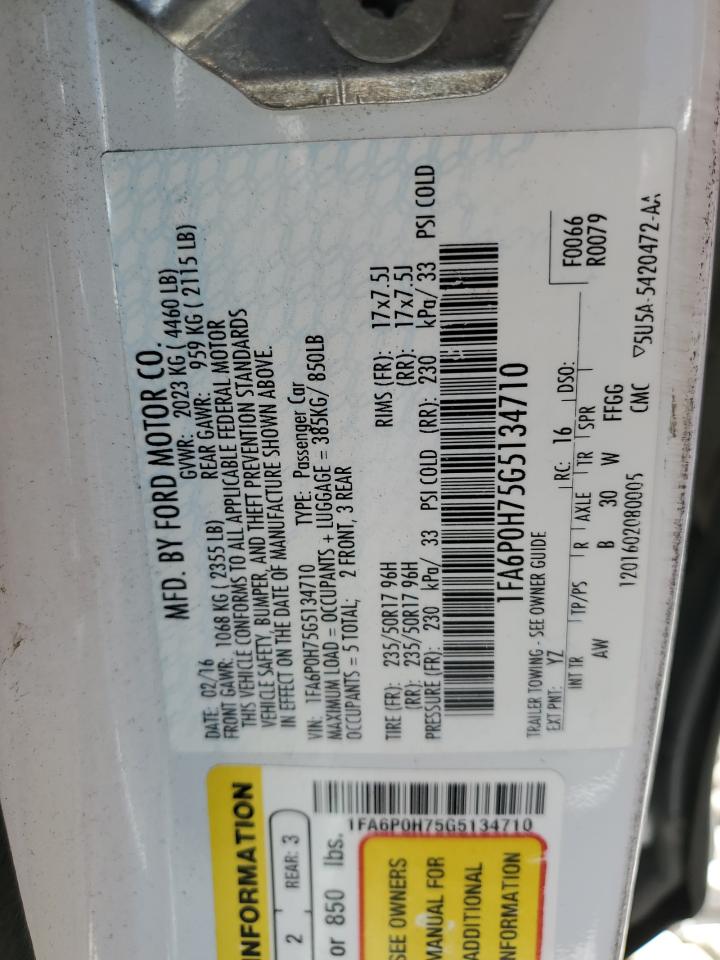 MFD. BY FORD MOTOR CO.
DATE: 02/16 GVWR: 2023 KG ( 4460 LB)
FRONT GAWR: 1068 KG ( 2355 LB) REAR GAWR: 959 KG ( 2115 LB)
THIS VEHICLE CONFORMS TO ALL APPLICABLE FEDERAL MOTOR
VEHICLE SAFETY, BUMPER, AND THEFT PREVENTION STANDARDS
IN EFFECT ON THE DATE OF MANUFACTURE SHOWN ABOVE.
VIN: 1FA6P0H75G5134710 TYPE: Passenger Car
MAXIMUM LOAD = OCCUPANTS + LUGGAGE = 385KG/ 850LB
OCCUPANTS = 5 TOTAL; 2 FRONT, 3 REAR
TIRE (FR): 235/50R17 96H RIMS (FR): 17x7.5J
(RR): 235/50R17 96H (RR): 17x7.5J
PRESSURE (FR): 230 kPa/ 33 PSI COLD (RR): 230 kPa/ 33 PSI COLD
1FA6P0H75G5134710
TRAILER TOWING - SEE OWNER GUIDE
EXT PNT: YZ RC: 16 DSO: F0066
R0079
INT TR TP/PS R AXLE TR SPR
AW B 30 W FFGG
1201602080005 CMC ▽5U5A-5420472-AA
INFORMATION
2 REAR: 3
or 850 lbs.
1FA6P0H75G5134710
SEE OWNERS
MANUAL FOR
ADDITIONAL
INFORMATION